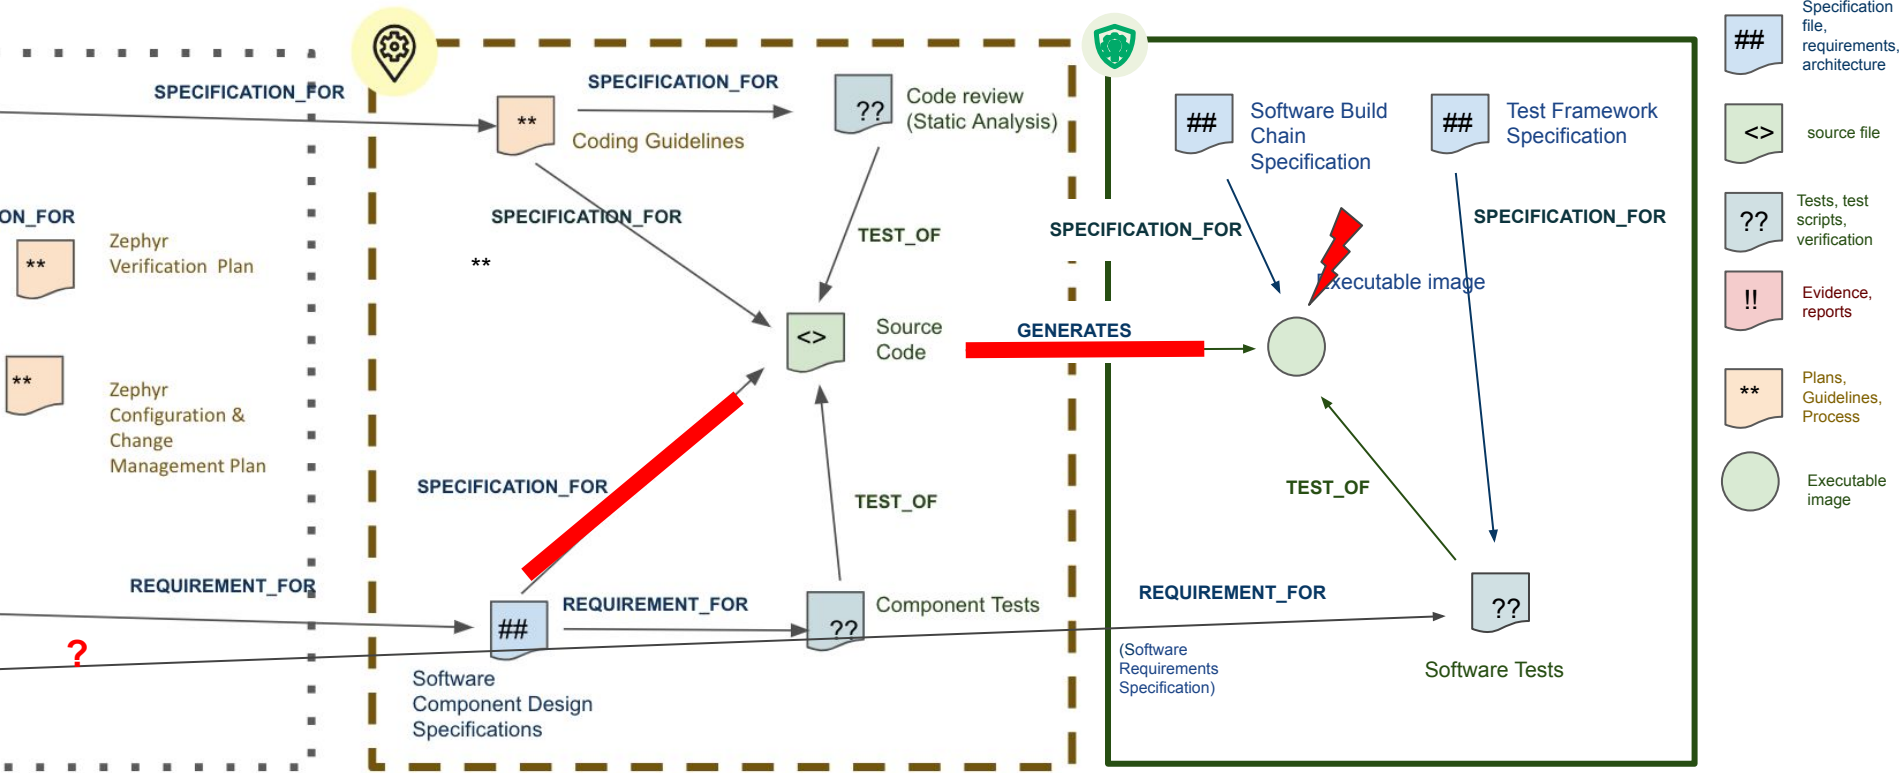 SPECIFICATION_FOR
ON_FOR
**
Zephyr
Verification Plan
**
Zephyr
Configuration &
Change
Management Plan
REQUIREMENT_FOR
?
**
SPECIFICATION_FOR
Coding Guidelines
??
Code review
(Static Analysis)
SPECIFICATION_FOR
**
TEST_OF
<>
Source
Code
SPECIFICATION_FOR
TEST_OF
##
REQUIREMENT_FOR
??
Component Tests
Software
Component Design
Specifications
GENERATES
##
Software Build
Chain
Specification
##
Test Framework
Specification
SPECIFICATION_FOR
SPECIFICATION_FOR
Executable image
TEST_OF
REQUIREMENT_FOR
(Software
Requirements
Specification)
??
Software Tests
##
Specification
file,
requirements,
architecture
<>
source file
??
Tests, test
scripts,
verification
!!
Evidence,
reports
**
Plans,
Guidelines,
Process
Executable
image